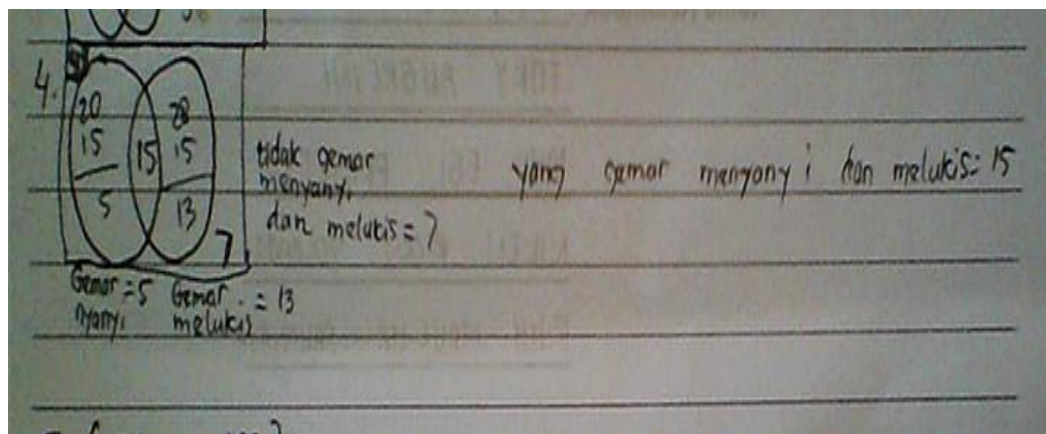 4.
S
20 28
15 15 15
5 13
7
tidak gemar
menyanyi
dan melukis = 7
yang gemar menyanyi dan melukis = 15
Gemar = 5 Gemar = 13
nyanyi melukis